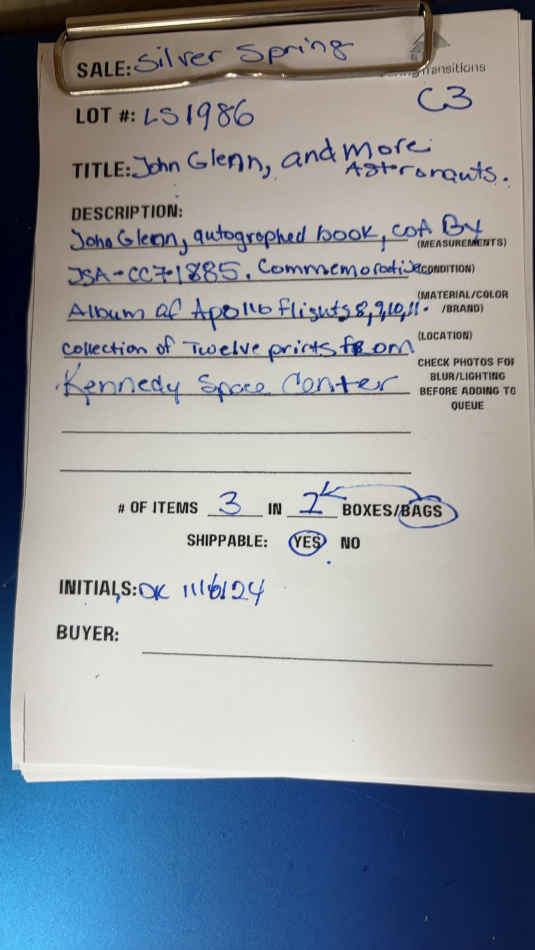 SALE: Silver Spring
Transitions
C3
LOT #: LS1986
TITLE: John Glenn, and more
Astronauts.
DESCRIPTION:
John Glenn, autographed book, COA By
(MEASUREMENTS)
JSA-CC71885. Commemorative
(CONDITION)
(MATERIAL/COLOR
/BRAND)
Album of Apollo flights 8,9,10,11.
(LOCATION)
collection of Twelve prints from
CHECK PHOTOS FOR
BLUR/LIGHTING
BEFORE ADDING TO
QUEUE
Kennedy Space Center
# OF ITEMS 3 IN 2 BOXES/BAGS
SHIPPABLE: YES NO
INITIALS: DK 11/6/24
BUYER: